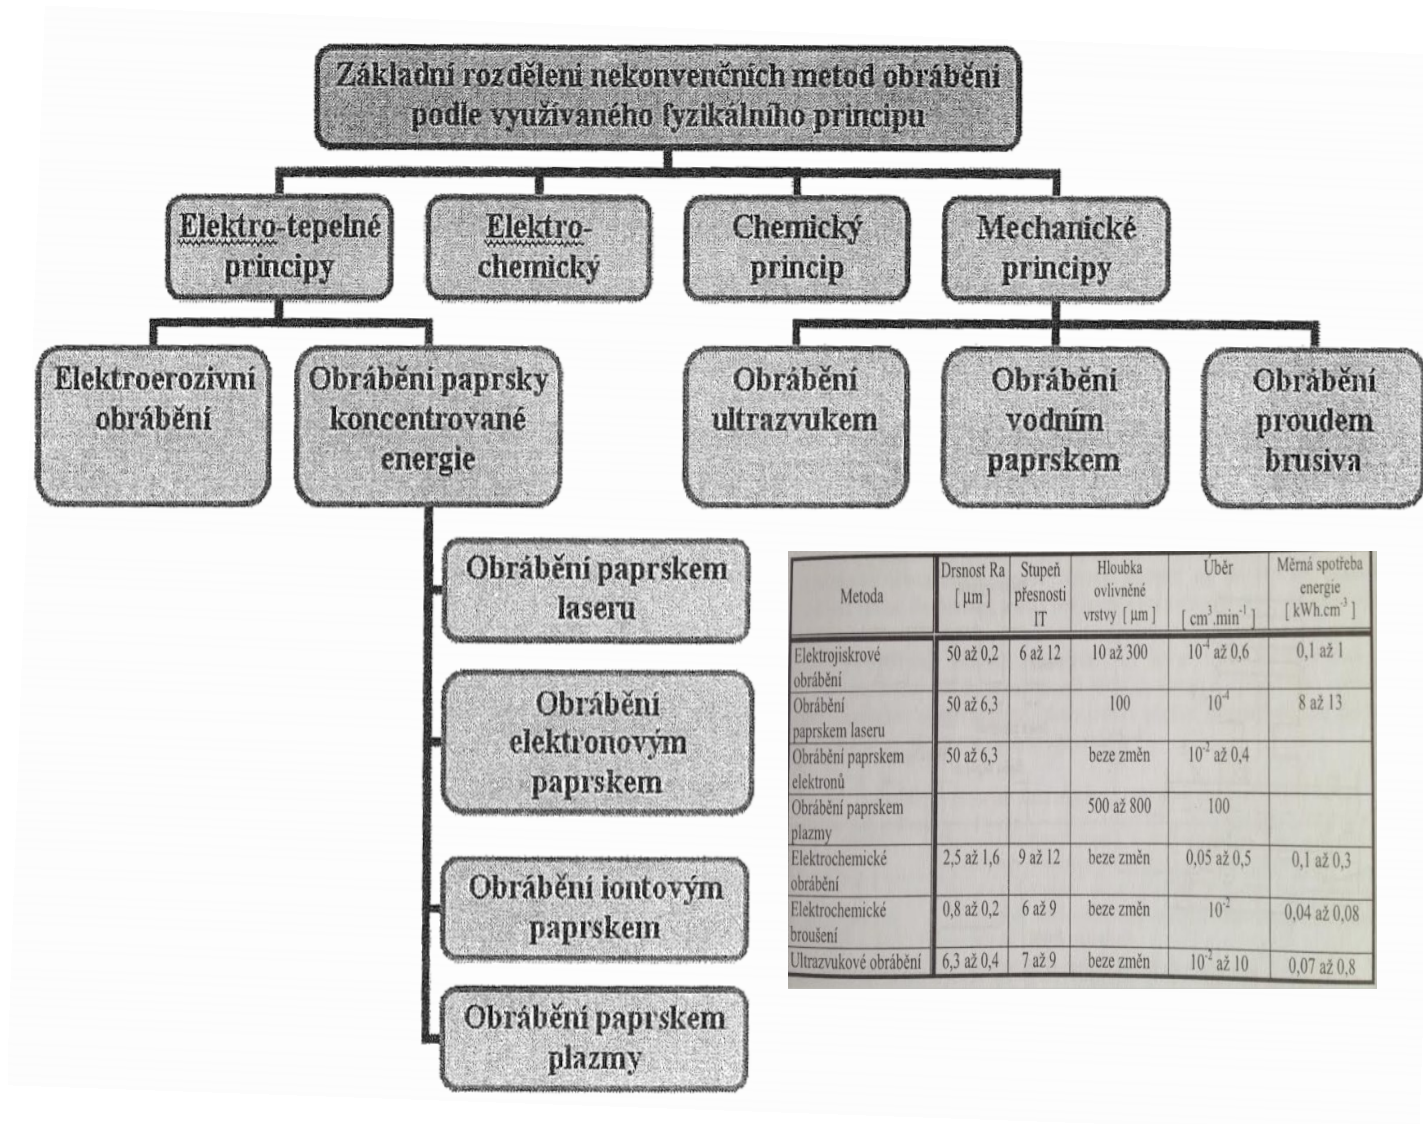 Základní rozděleni nekonvenčních metod obráběni
podle využívaného fyzikálního principu
Elektro-tepelné
principy
Elektro-
chemický
Chemický
princip
Mechanické
principy
Elektroerozivní
obrábění
Obráběni paprsky
koncentrované
energie
Obrábění
ultrazvukem
Obrábění
vodním
paprskem
Obrábění
proudem
brusiva
Obrábění paprskem
laseru
Obrábění
elektronovým
paprskem
Obrábění iontovým
paprskem
Obrábění paprskem
plazmy
Metoda
Drsnost Ra
[ μm ]
Stupeň
přesnosti
IT
Hloubka
ovlivněné
vrstvy [ μm ]
Úběr
[ cm³.min⁻¹ ]
Měrná spotřeba
energie
[ kWh.cm⁻³ ]
Elektrojiskrové
obrábění
50 až 0,2
6 až 12
10 až 300
10⁻⁴ až 0,6
0,1 až 1
Obrábění
paprskem laseru
50 až 6,3
100
10⁻⁴
8 až 13
Obrábění paprskem
elektronů
50 až 6,3
beze změn
10⁻² až 0,4
Obrábění paprskem
plazmy
500 až 800
100
Elektrochemické
obrábění
2,5 až 1,6
9 až 12
beze změn
0,05 až 0,5
0,1 až 0,3
Elektrochemické
broušení
0,8 až 0,2
6 až 9
beze změn
10⁻²
0,04 až 0,08
Ultrazvukové obrábění
6,3 až 0,4
7 až 9
beze změn
10⁻² až 10
0,07 až 0,8